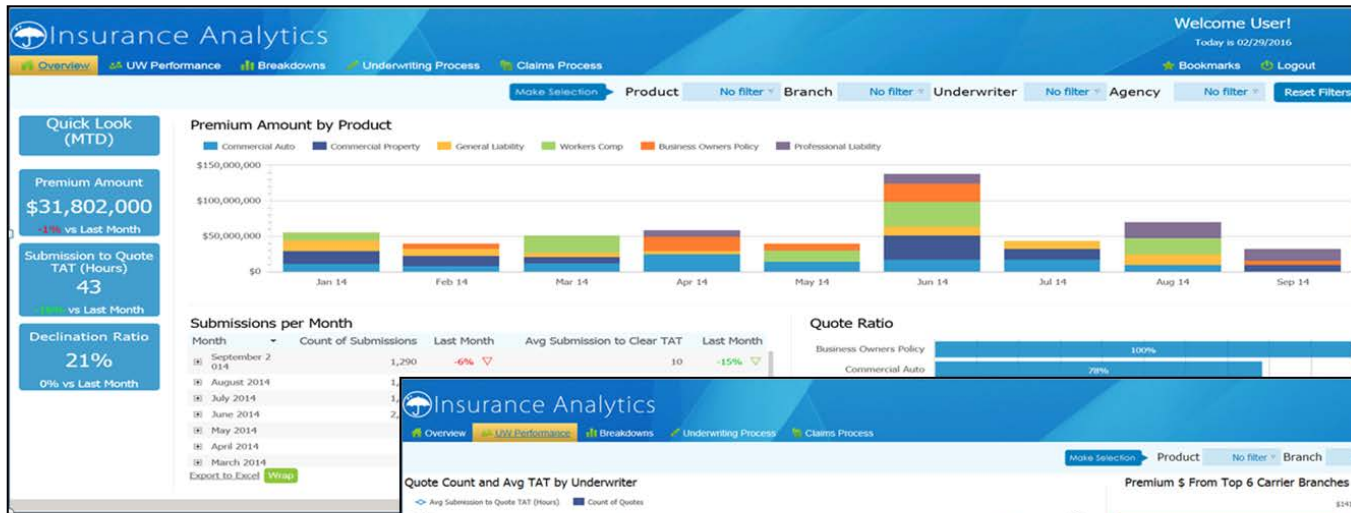 Insurance Analytics
Welcome User!
Today is 02/29/2016
Overview UW Performance Breakdowns Underwriting Process Claims Process
Bookmarks Logout
Make Selection Product No filter Branch No filter Underwriter No filter Agency No filter Reset Filters
Quick Look
(MTD)
Premium Amount
$31,802,000
-1% vs Last Month
Submission to Quote
TAT (Hours)
43
vs Last Month
Declination Ratio
21%
0% vs Last Month
Premium Amount by Product
Commercial Auto Commercial Property General Liability Workers Comp Business Owners Policy Professional Liability
$150,000,000
$100,000,000
$50,000,000
$0
Jan 14 Feb 14 Mar 14 Apr 14 May 14 Jun 14 Jul 14 Aug 14 Sep 14
Submissions per Month
Month Count of Submissions Last Month Avg Submission to Clear TAT Last Month
September 2
014 1,290 -6% 10 -15%
August 2014 1,
July 2014 1,
June 2014 2,
May 2014
April 2014
March 2014
Export to Excel Wrap
Quote Ratio
Business Owners Policy 100%
Commercial Auto 78%
Insurance Analytics
Overview UW Performance Breakdowns Underwriting Process Claims Process
Make Selection Product No filter Branch
Quote Count and Avg TAT by Underwriter
Avg Submission to Quote TAT (Hours) Count of Quotes
Premium $ From Top 6 Carrier Branches